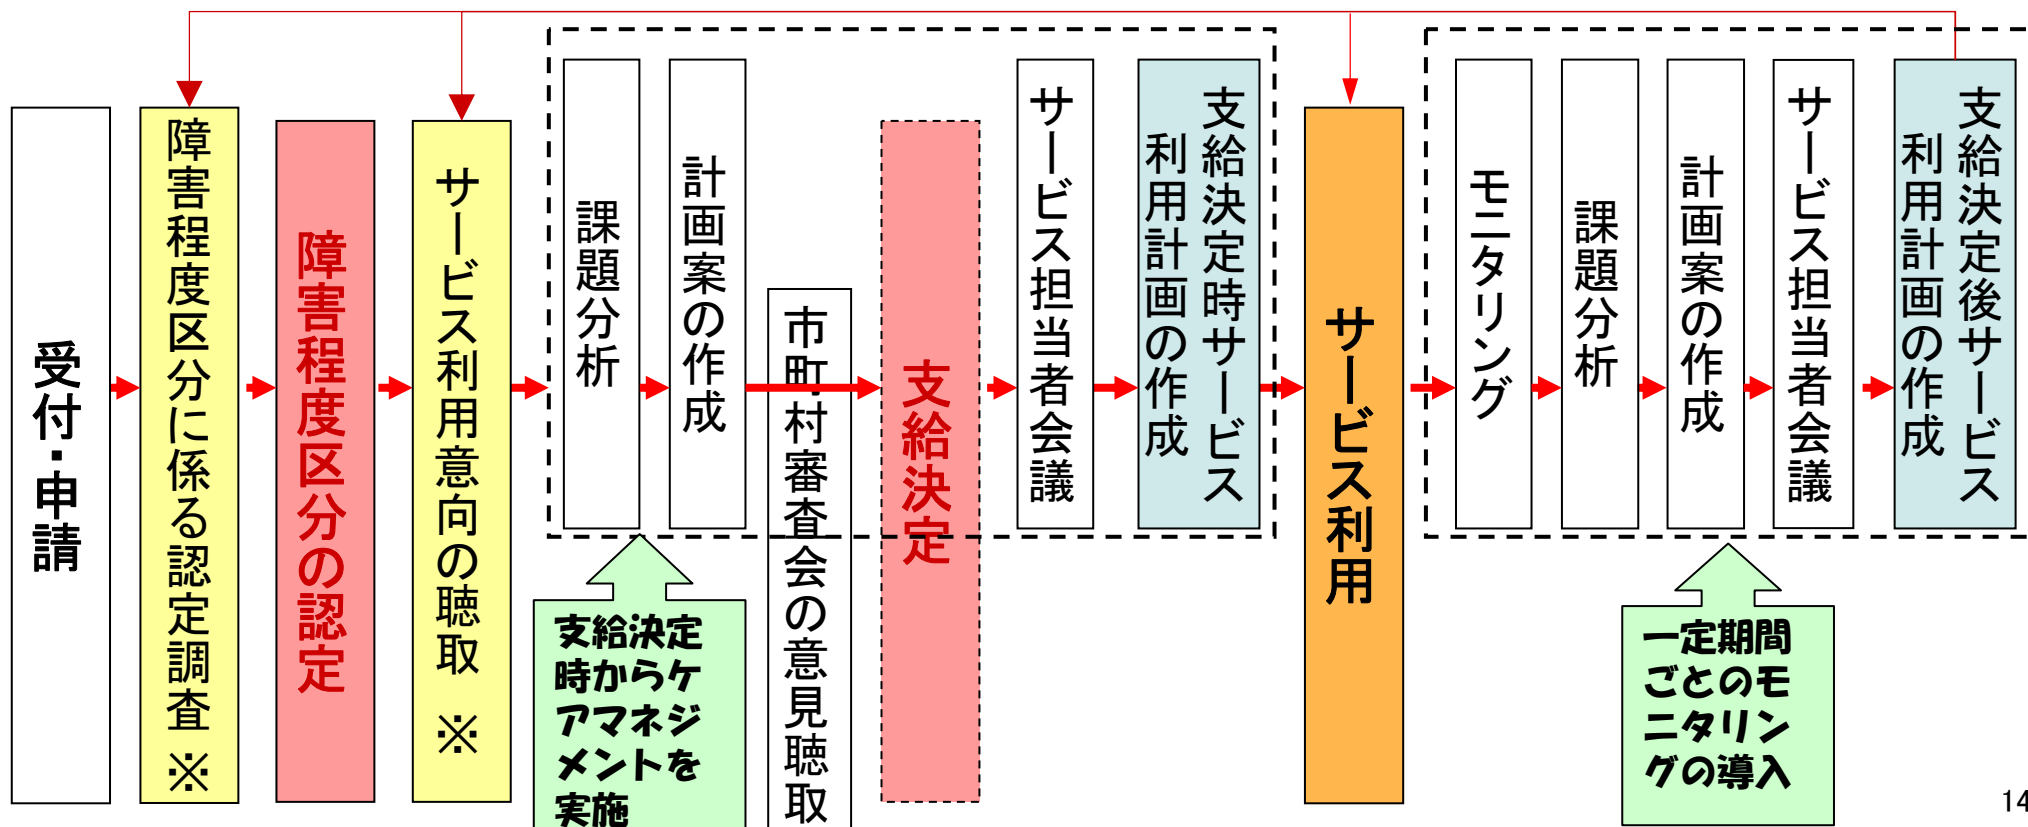 受付・申請
障害程度区分に係る認定調査※
障害程度区分の認定
サービス利用意向の聴取 ※
課題分析
計画案の作成
市町村審査会の意見聴取
支給決定
サービス担当者会議
支給決定時サービス
利用計画の作成
サービス利用
モニタリング
課題分析
計画案の作成
サービス担当者会議
支給決定後サービス
利用計画の作成
支給決定
時からケ
アマネジ
メントを
実施
一定期間
ごとのモ
ニタリン
グの導入
14